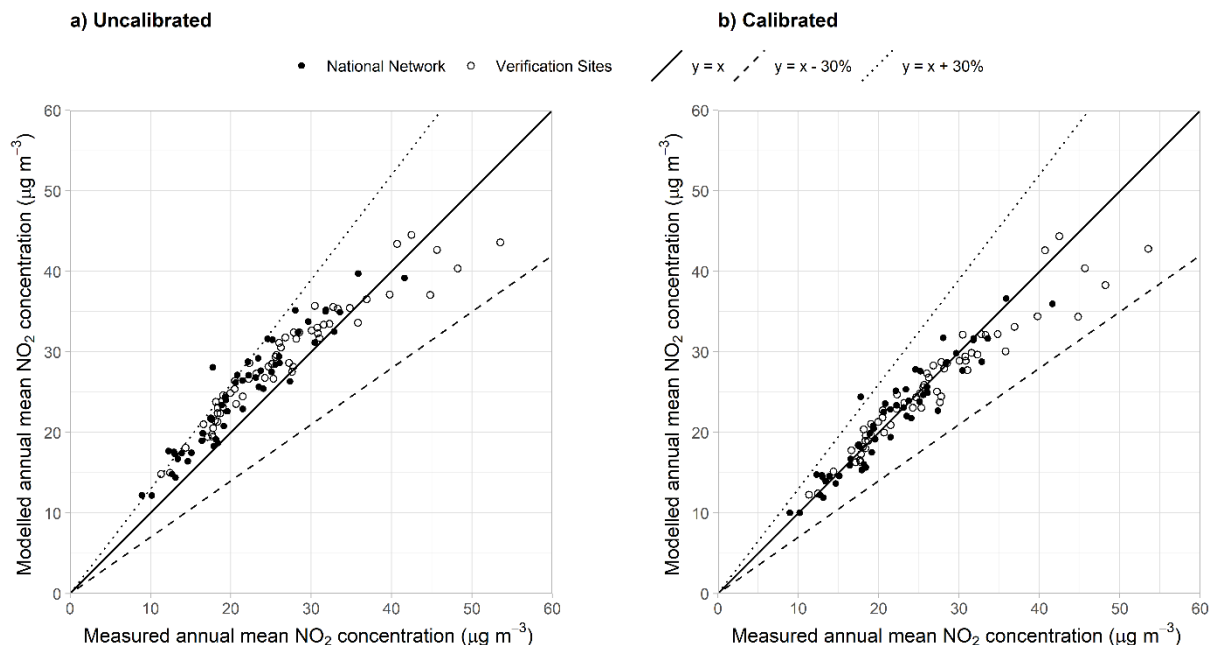 a) Uncalibrated
b) Calibrated
National Network
Verification Sites
y = x
y = x - 30%
y = x + 30%
60
50
40
30
20
10
0
Modelled annual mean NO₂ concentration (μg m⁻³)
0 10 20 30 40 50 60
Measured annual mean NO₂ concentration (μg m⁻³)
60
50
40
30
20
10
0
Modelled annual mean NO₂ concentration (μg m⁻³)
0 10 20 30 40 50 60
Measured annual mean NO₂ concentration (μg m⁻³)